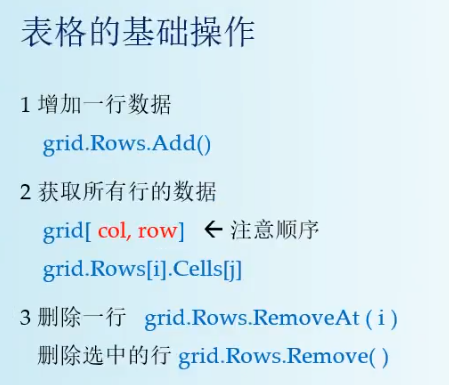 表格的基础操作
1 增加一行数据
grid.Rows.Add()
2 获取所有行的数据
grid[ col, row] ← 注意顺序
grid.Rows[i].Cells[j]
3 删除一行 grid.Rows.RemoveAt ( i )
删除选中的行 grid.Rows.Remove( )